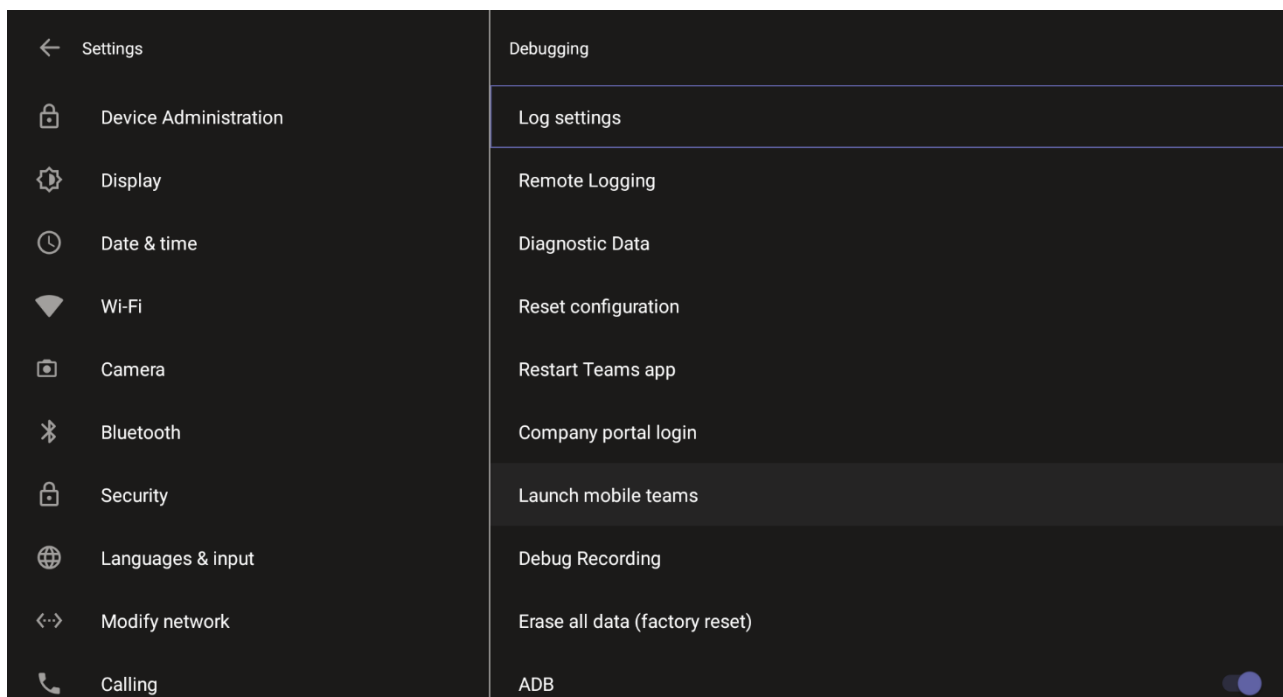 Settings
Device Administration
Display
Date & time
Wi-Fi
Camera
Bluetooth
Security
Languages & input
Modify network
Calling
Debugging
Log settings
Remote Logging
Diagnostic Data
Reset configuration
Restart Teams app
Company portal login
Launch mobile teams
Debug Recording
Erase all data (factory reset)
ADB